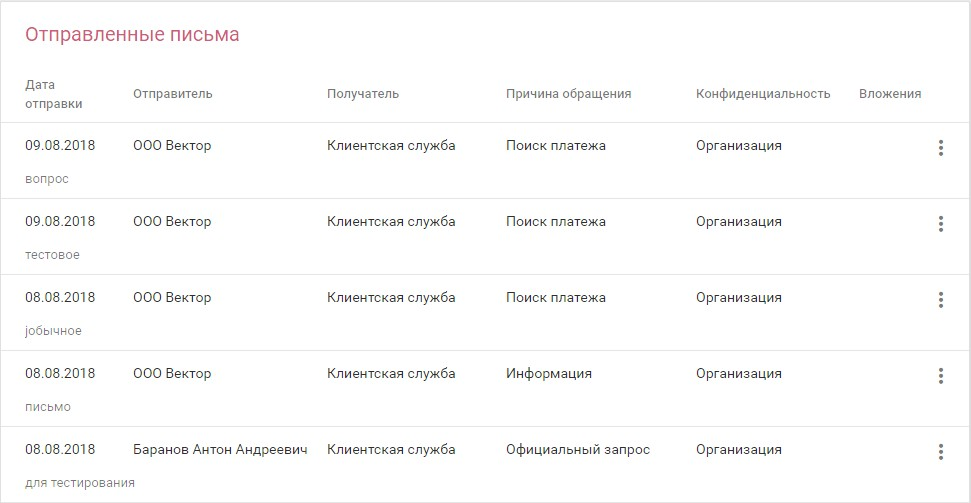 Отправленные письма
Дата отправки Отправитель Получатель Причина обращения Конфиденциальность Вложения
09.08.2018 ООО Вектор Клиентская служба Поиск платежа Организация
вопрос
09.08.2018 ООО Вектор Клиентская служба Поиск платежа Организация
тестовое
08.08.2018 ООО Вектор Клиентская служба Поиск платежа Организация
jобычное
08.08.2018 ООО Вектор Клиентская служба Информация Организация
письмо
08.08.2018 Баранов Антон Андреевич Клиентская служба Официальный запрос Организация
для тестирования